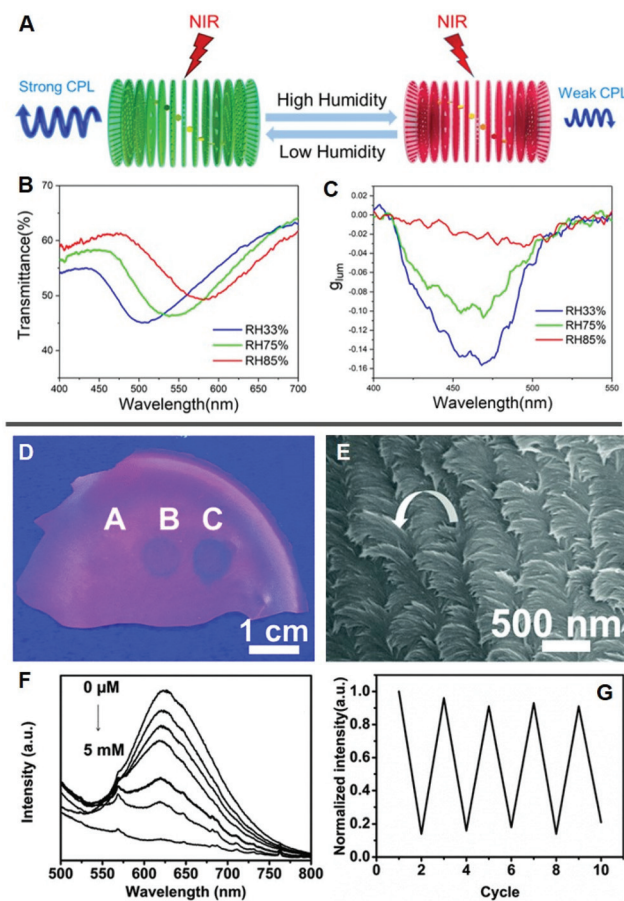 A
NIR
NIR
Strong CPL
High Humidity
Low Humidity
Weak CPL
B
Transmittance(%)
60
50
40
RH33%
RH75%
RH85%
400 450 500 550 600 650 700
Wavelength(nm)
C
glum
0.02
0.00
-0.02
-0.04
-0.06
-0.08
-0.10
-0.12
-0.14
-0.16
RH33%
RH75%
RH85%
400 450 500 550
Wavelength(nm)
D
A B C
1 cm
E
500 nm
F
0 µM
5 mM
Intensity (a.u.)
500 550 600 650 700 750 800
Wavelength (nm)
G
Normalized intensity(a.u.)
1.0
0.8
0.6
0.4
0.2
0.0
0 2 4 6 8 10
Cycle